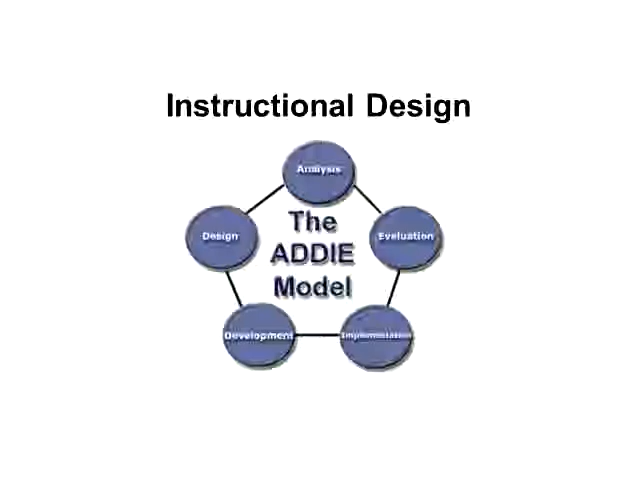 Instructional Design
Analysis
The
ADDIE
Model
Design
Evaluation
Development
Implementation